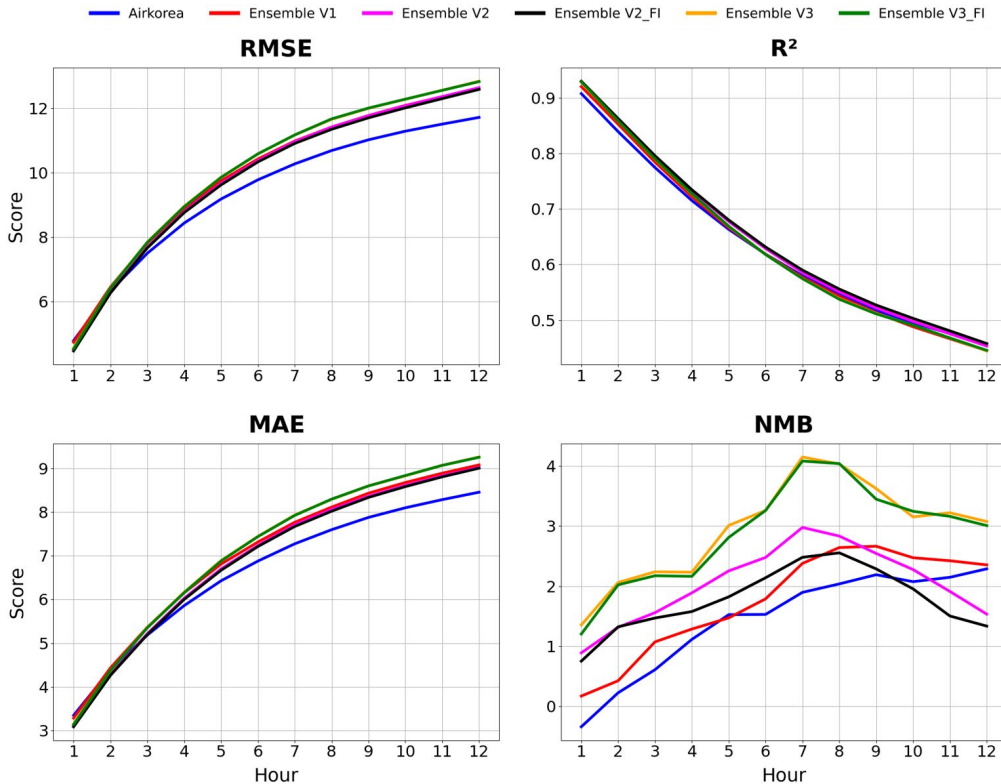 Airkorea Ensemble V1 Ensemble V2 Ensemble V2_FI Ensemble V3 Ensemble V3_FI
RMSE
Score
12
10
8
6
1 2 3 4 5 6 7 8 9 10 11 12
R²
0.9
0.8
0.7
0.6
0.5
1 2 3 4 5 6 7 8 9 10 11 12
MAE
Score
9
8
7
6
5
4
3
1 2 3 4 5 6 7 8 9 10 11 12
Hour
NMB
4
3
2
1
0
1 2 3 4 5 6 7 8 9 10 11 12
Hour